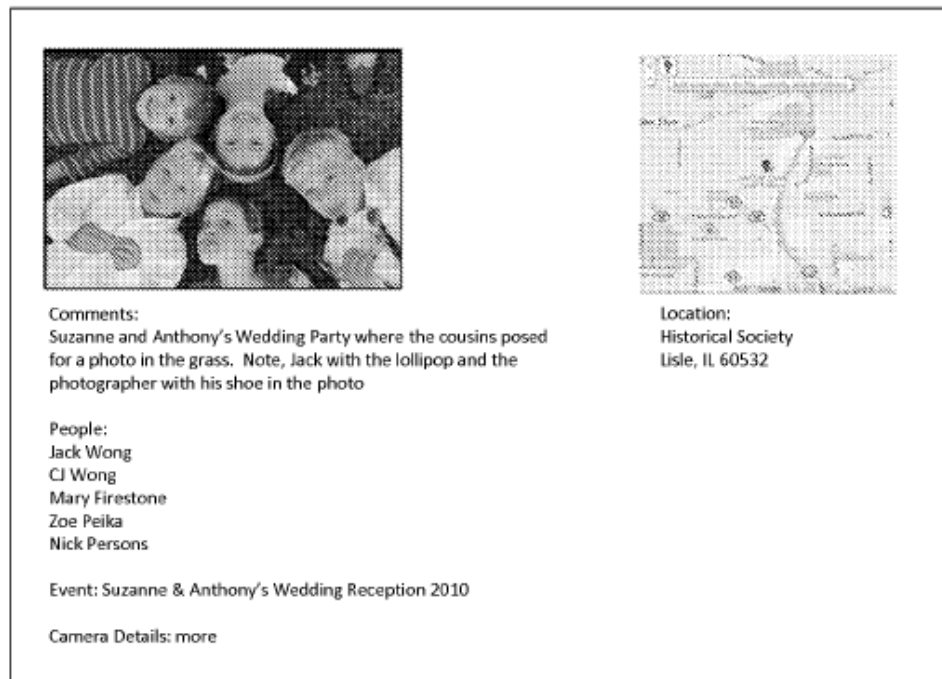 Comments:
Suzanne and Anthony's Wedding Party where the cousins posed
for a photo in the grass.  Note, Jack with the lollipop and the
photographer with his shoe in the photo
People:
Jack Wong
CJ Wong
Mary Firestone
Zoe Peika
Nick Persons
Event: Suzanne & Anthony's Wedding Reception 2010
Camera Details: more
Location:
Historical Society
Lisle, IL 60532